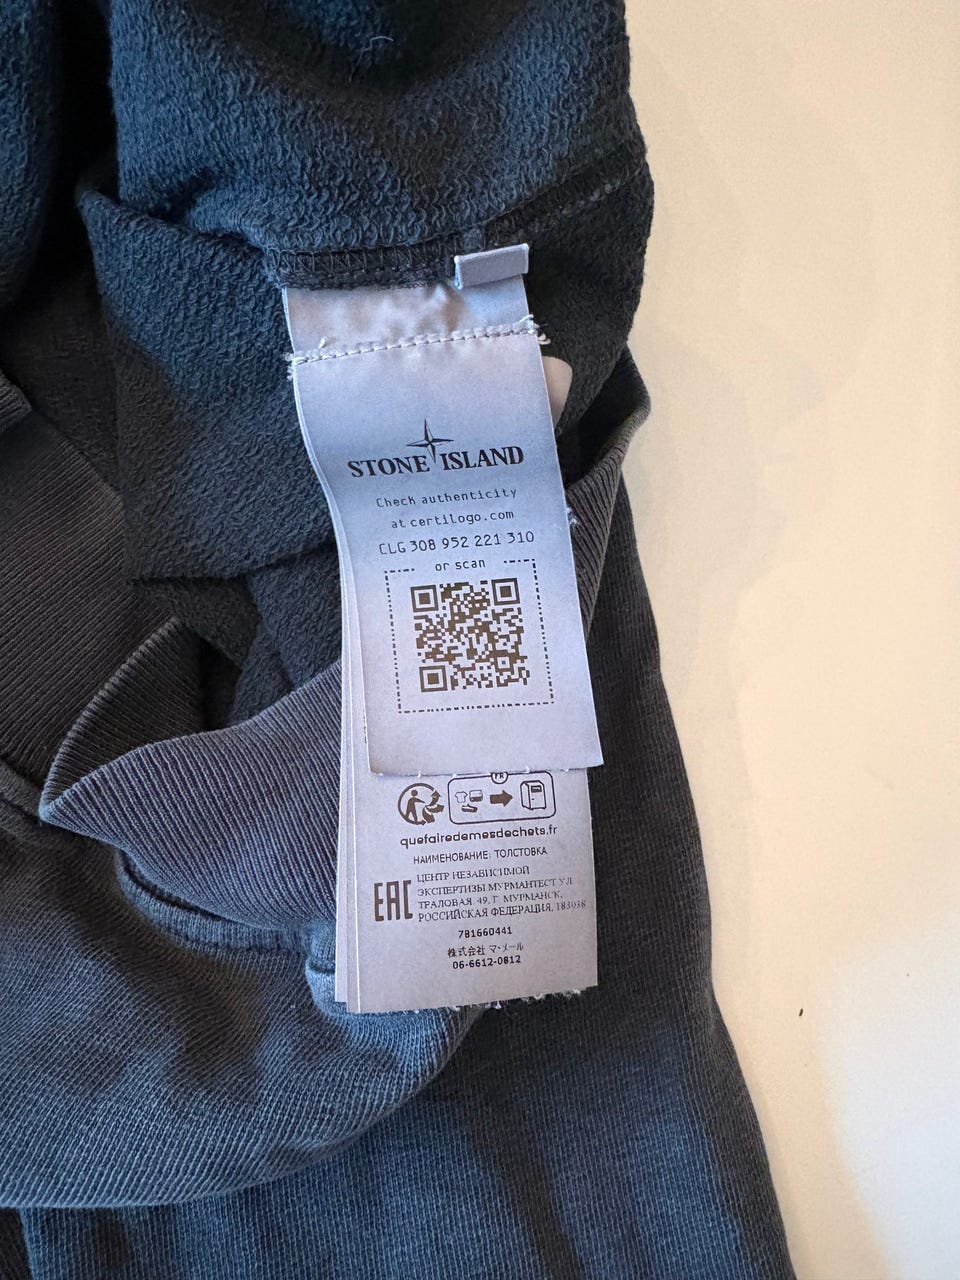 STONE ISLAND
Check authenticity
at certilogo.com
CLG 308 952 221 310
or scan
FR
quefairedemesdechets.fr
НАИМЕНОВАНИЕ: ТОЛСТОВКА
EAC
ЦЕНТР НЕЗАВИСИМОЙ
ЭКСПЕРТИЗЫ МУРМАНТЕСТ УЛ
ТРАЛОВАЯ, 49, Г. МУРМАНСК,
РОССИЙСКАЯ ФЕДЕРАЦИЯ, 183038
781660441
株式会社 マ・メール
06-6612-0812